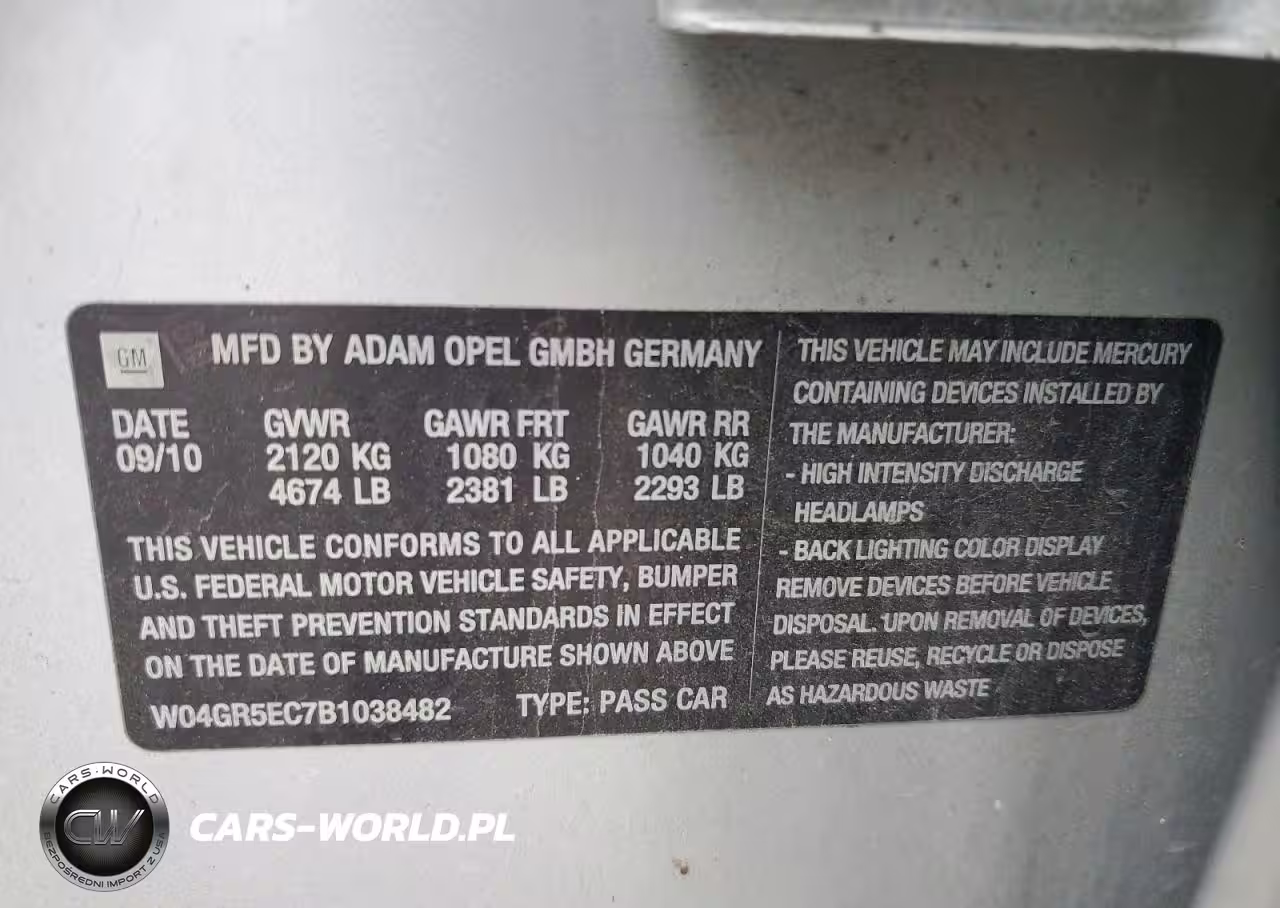 GM
MFD BY ADAM OPEL GMBH GERMANY
DATE GVWR GAWR FRT GAWR RR
09/10 2120 KG 1080 KG 1040 KG
4674 LB 2381 LB 2293 LB
THIS VEHICLE CONFORMS TO ALL APPLICABLE
U.S. FEDERAL MOTOR VEHICLE SAFETY, BUMPER
AND THEFT PREVENTION STANDARDS IN EFFECT
ON THE DATE OF MANUFACTURE SHOWN ABOVE
W04GR5EC7B1038482 TYPE: PASS CAR
THIS VEHICLE MAY INCLUDE MERCURY
CONTAINING DEVICES INSTALLED BY
THE MANUFACTURER:
- HIGH INTENSITY DISCHARGE
HEADLAMPS
- BACK LIGHTING COLOR DISPLAY
REMOVE DEVICES BEFORE VEHICLE
DISPOSAL. UPON REMOVAL OF DEVICES,
PLEASE REUSE, RECYCLE OR DISPOSE
AS HAZARDOUS WASTE
CARS-WORLD
CW
BEZPOŚREDNI IMPORT Z USA
CARS-WORLD.PL